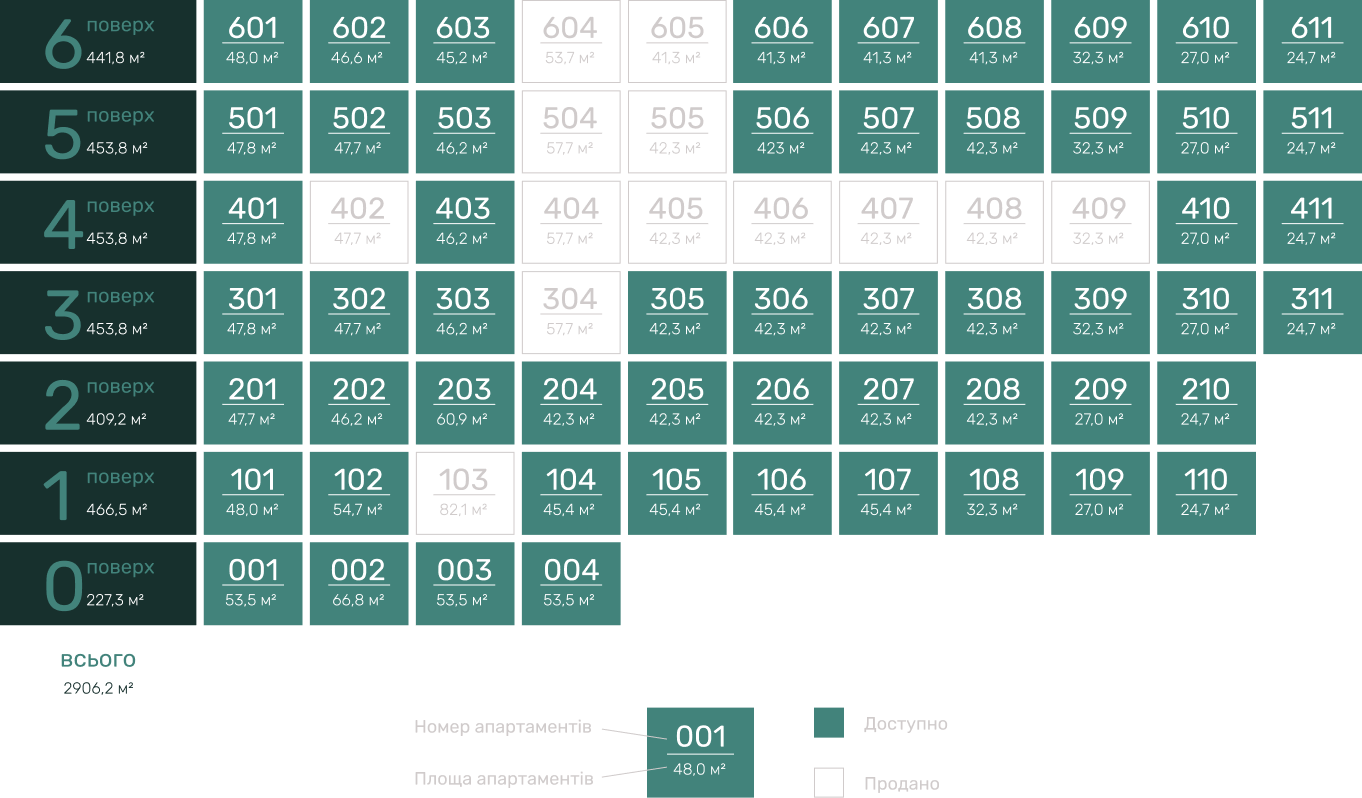 6 поверх 441,8 м²
601 602 603 604 605 606 607 608 609 610 611
48,0 м² 46,6 м² 45,2 м² 53,7 м² 41,3 м² 41,3 м² 41,3 м² 41,3 м² 32,3 м² 27,0 м² 24,7 м²
5 поверх 453,8 м²
501 502 503 504 505 506 507 508 509 510 511
47,8 м² 47,7 м² 46,2 м² 57,7 м² 42,3 м² 423 м² 42,3 м² 42,3 м² 32,3 м² 27,0 м² 24,7 м²
4 поверх 453,8 м²
401 402 403 404 405 406 407 408 409 410 411
47,8 м² 47,7 м² 46,2 м² 57,7 м² 42,3 м² 42,3 м² 42,3 м² 42,3 м² 32,3 м² 27,0 м² 24,7 м²
3 поверх 453,8 м²
301 302 303 304 305 306 307 308 309 310 311
47,8 м² 47,7 м² 46,2 м² 57,7 м² 42,3 м² 42,3 м² 42,3 м² 42,3 м² 32,3 м² 27,0 м² 24,7 м²
2 поверх 409,2 м²
201 202 203 204 205 206 207 208 209 210
47,7 м² 46,2 м² 60,9 м² 42,3 м² 42,3 м² 42,3 м² 42,3 м² 42,3 м² 27,0 м² 24,7 м²
1 поверх 466,5 м²
101 102 103 104 105 106 107 108 109 110
48,0 м² 54,7 м² 82,1 м² 45,4 м² 45,4 м² 45,4 м² 45,4 м² 32,3 м² 27,0 м² 24,7 м²
0 поверх 227,3 м²
001 002 003 004
53,5 м² 66,8 м² 53,5 м² 53,5 м²
ВСЬОГО
2906,2 м²
Номер апартаментів
Площа апартаментів
001
48,0 м²
Доступно
Продано